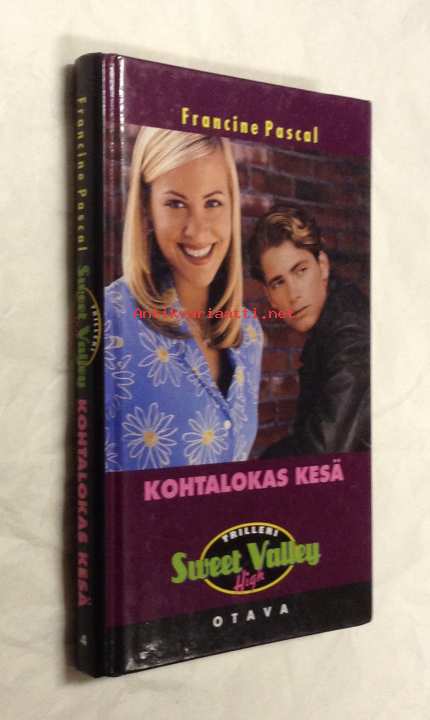 Francine Pascal
Antikvariaatti.net
KOHTALOKAS KESÄ
TRILLERI
Sweet Valley
High
OTAVA
Francine Pascal
TRILLERI
Sweet Valley
KOHTALOKAS KESÄ
4